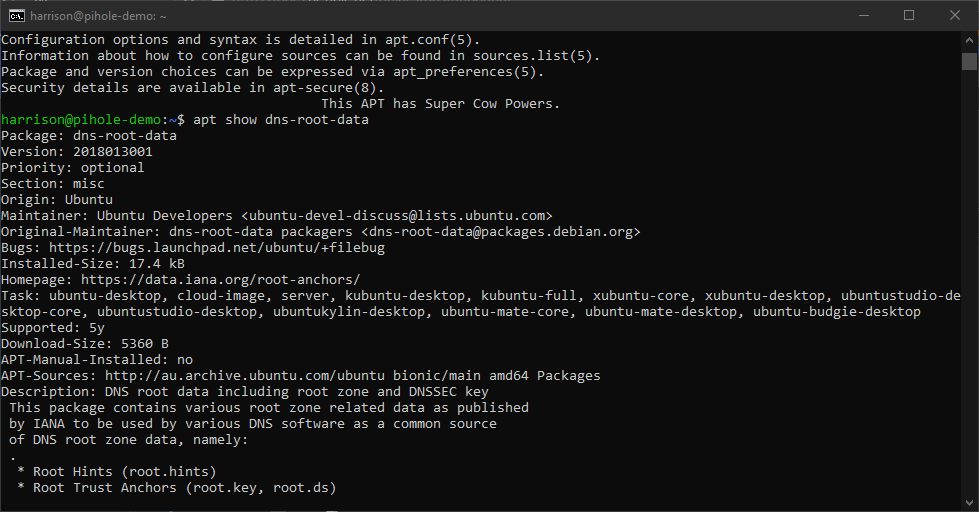 harrison@pihole-demo: ~
Configuration options and syntax is detailed in apt.conf(5).
Information about how to configure sources can be found in sources.list(5).
Package and version choices can be expressed via apt_preferences(5).
Security details are available in apt-secure(8).
This APT has Super Cow Powers.
harrison@pihole-demo:~$ apt show dns-root-data
Package: dns-root-data
Version: 2018013001
Priority: optional
Section: misc
Origin: Ubuntu
Maintainer: Ubuntu Developers <ubuntu-devel-discuss@lists.ubuntu.com>
Original-Maintainer: dns-root-data packagers <dns-root-data@packages.debian.org>
Bugs: https://bugs.launchpad.net/ubuntu/+filebug
Installed-Size: 17.4 kB
Homepage: https://data.iana.org/root-anchors/
Task: ubuntu-desktop, cloud-image, server, kubuntu-desktop, kubuntu-full, xubuntu-core, xubuntu-desktop, ubuntustudio-de
sktop-core, ubuntustudio-desktop, ubuntukylin-desktop, ubuntu-mate-core, ubuntu-mate-desktop, ubuntu-budgie-desktop
Supported: 5y
Download-Size: 5360 B
APT-Manual-Installed: no
APT-Sources: http://au.archive.ubuntu.com/ubuntu bionic/main amd64 Packages
Description: DNS root data including root zone and DNSSEC key
This package contains various root zone related data as published
by IANA to be used by various DNS software as a common source
of DNS root zone data, namely:
.
* Root Hints (root.hints)
* Root Trust Anchors (root.key, root.ds)